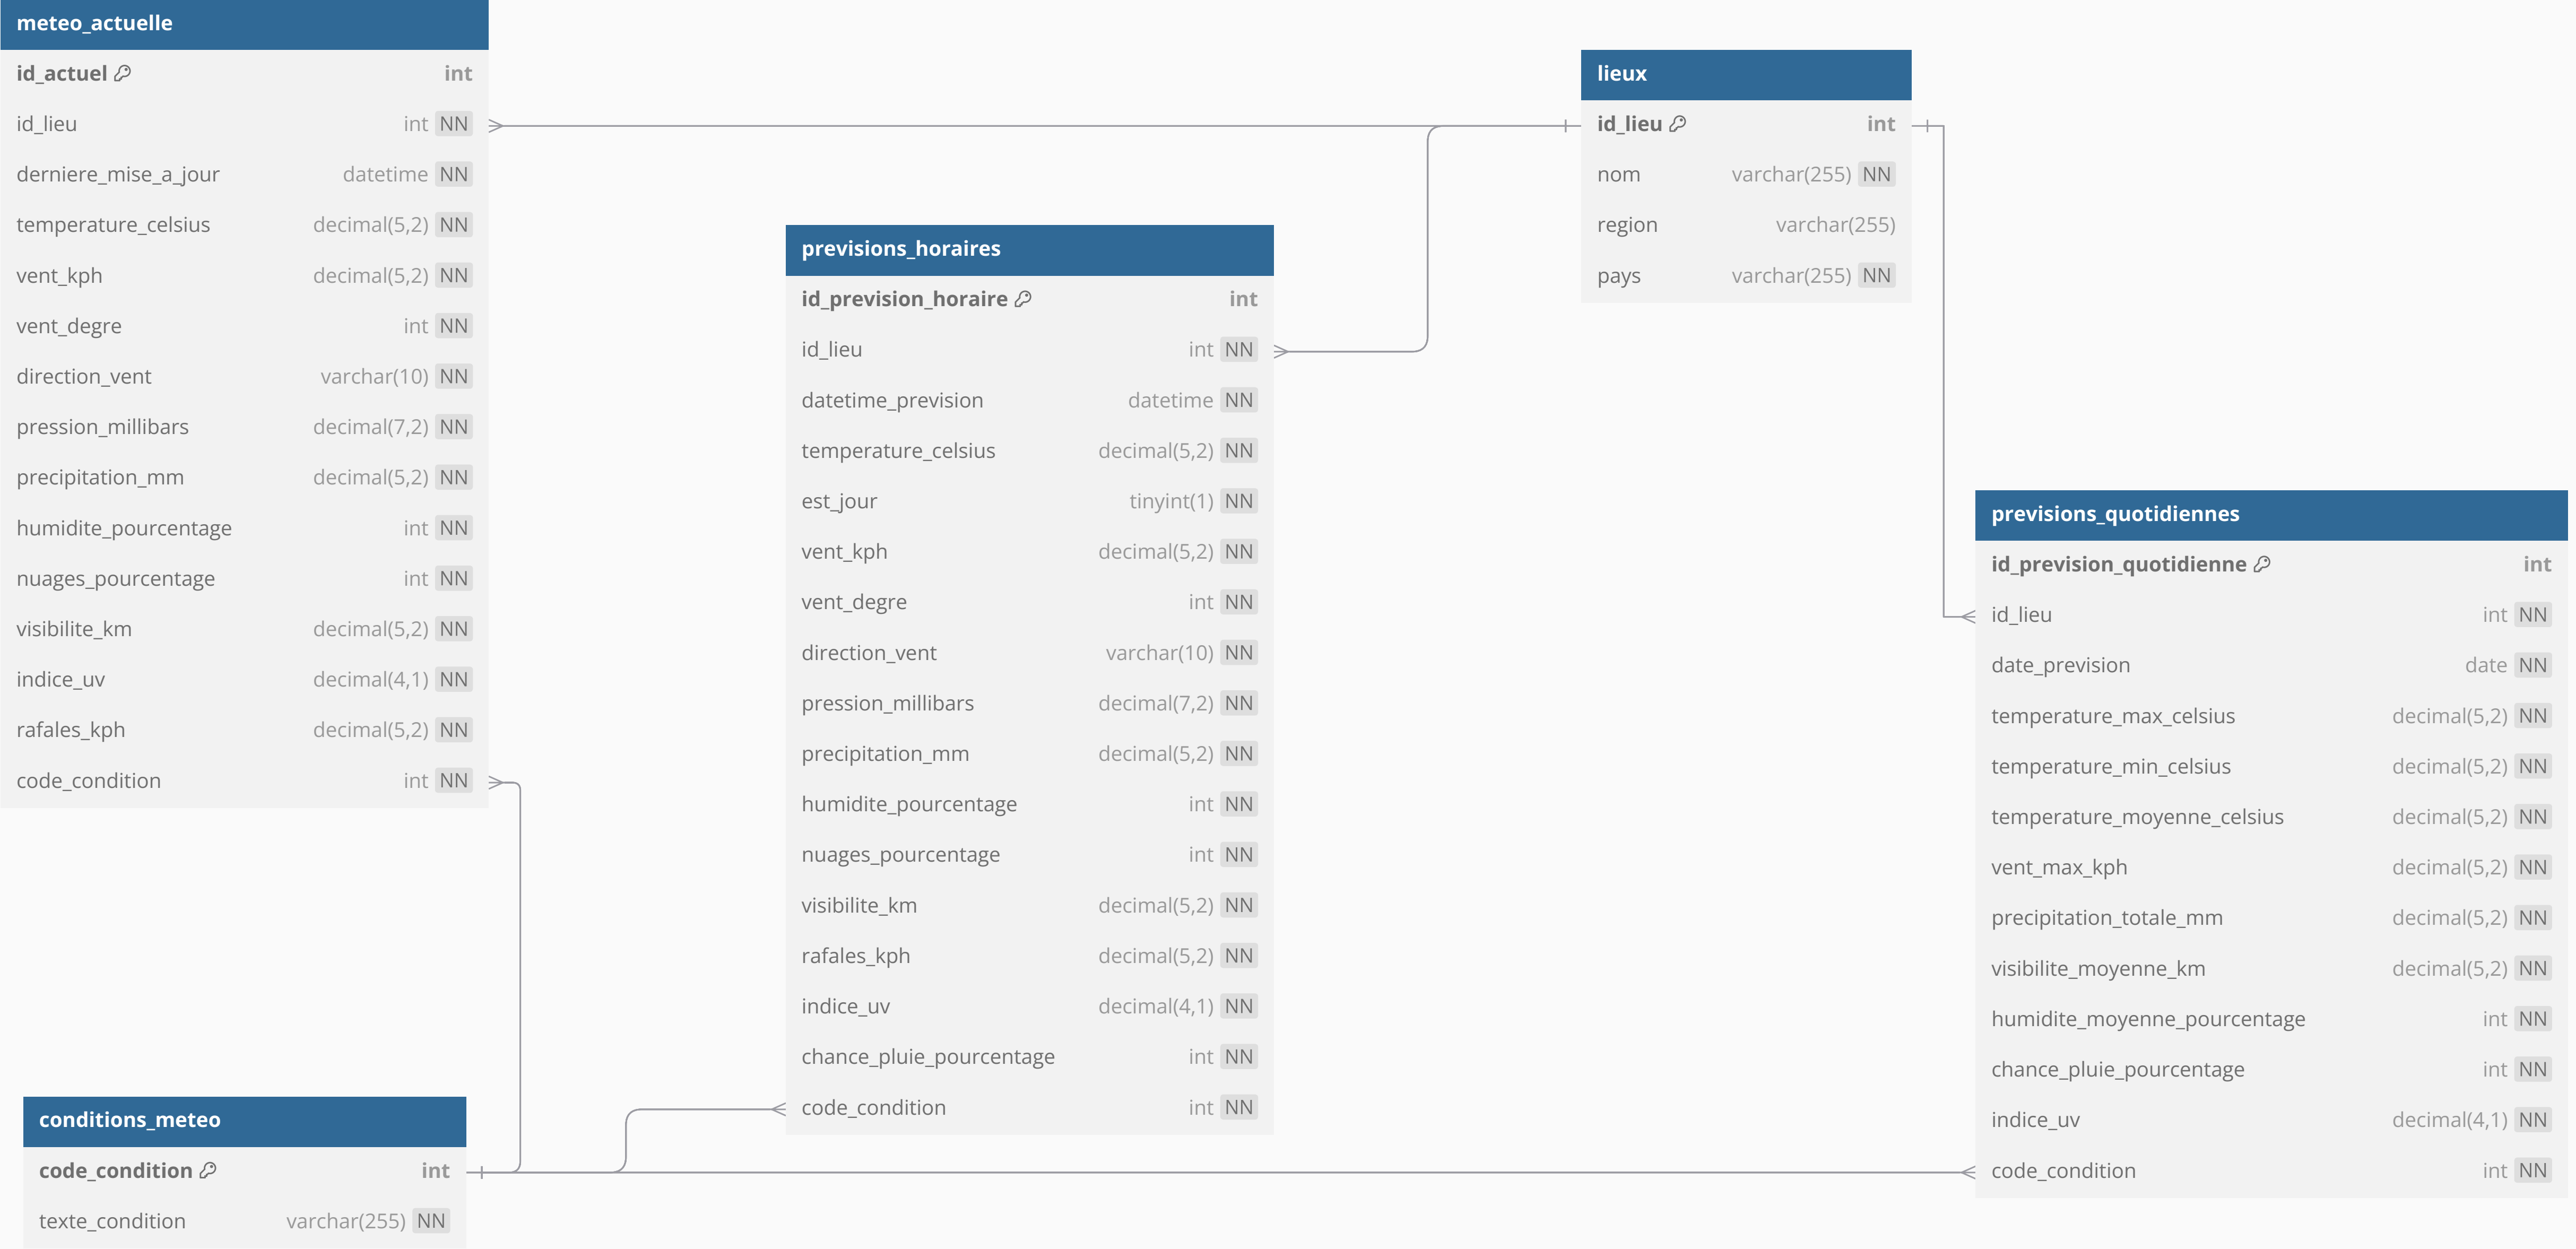 meteo_actuelle
id_actuel int
id_lieu int NN
derniere_mise_a_jour datetime NN
temperature_celsius decimal(5,2) NN
vent_kph decimal(5,2) NN
vent_degre int NN
direction_vent varchar(10) NN
pression_millibars decimal(7,2) NN
precipitation_mm decimal(5,2) NN
humidite_pourcentage int NN
nuages_pourcentage int NN
visibilite_km decimal(5,2) NN
indice_uv decimal(4,1) NN
rafales_kph decimal(5,2) NN
code_condition int NN
conditions_meteo
code_condition int
texte_condition varchar(255) NN
previsions_horaires
id_prevision_horaire int
id_lieu int NN
datetime_prevision datetime NN
temperature_celsius decimal(5,2) NN
est_jour tinyint(1) NN
vent_kph decimal(5,2) NN
vent_degre int NN
direction_vent varchar(10) NN
pression_millibars decimal(7,2) NN
precipitation_mm decimal(5,2) NN
humidite_pourcentage int NN
nuages_pourcentage int NN
visibilite_km decimal(5,2) NN
rafales_kph decimal(5,2) NN
indice_uv decimal(4,1) NN
chance_pluie_pourcentage int NN
code_condition int NN
lieux
id_lieu int
nom varchar(255) NN
region varchar(255)
pays varchar(255) NN
previsions_quotidiennes
id_prevision_quotidienne int
id_lieu int NN
date_prevision date NN
temperature_max_celsius decimal(5,2) NN
temperature_min_celsius decimal(5,2) NN
temperature_moyenne_celsius decimal(5,2) NN
vent_max_kph decimal(5,2) NN
precipitation_totale_mm decimal(5,2) NN
visibilite_moyenne_km decimal(5,2) NN
humidite_moyenne_pourcentage int NN
chance_pluie_pourcentage int NN
indice_uv decimal(4,1) NN
code_condition int NN